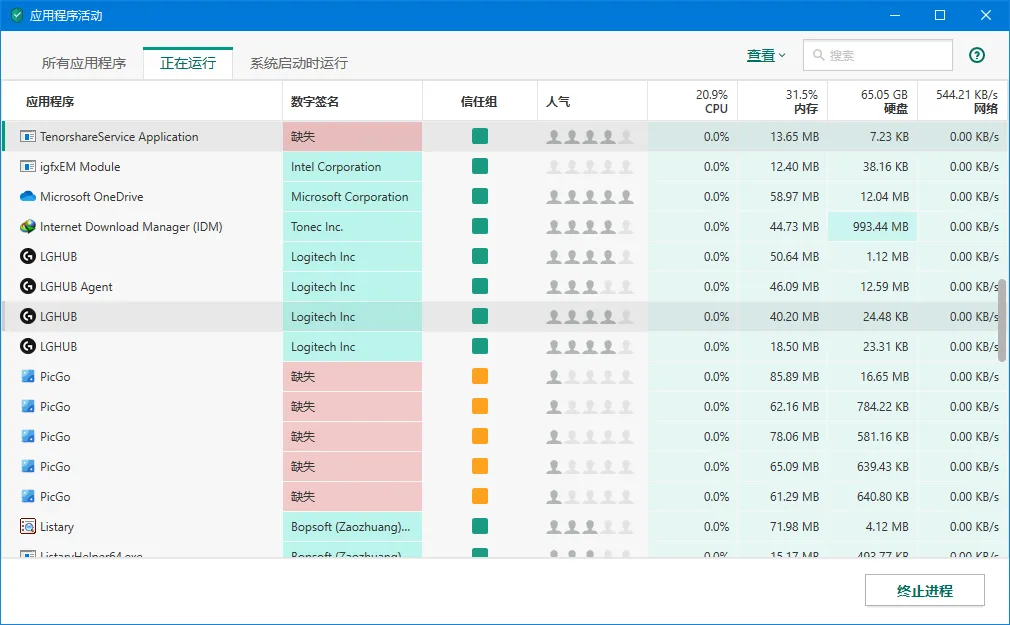 应用程序活动
所有应用程序 正在运行 系统启动时运行 查看 搜索
应用程序 数字签名 信任组 人气 20.9% CPU 31.5% 内存 65.05 GB 硬盘 544.21 KB/s 网络
TenorshareService Application 缺失 0.0% 13.65 MB 7.23 KB 0.00 KB/s
igfxEM Module Intel Corporation 0.0% 12.40 MB 38.16 KB 0.00 KB/s
Microsoft OneDrive Microsoft Corporation 0.0% 58.97 MB 12.04 MB 0.00 KB/s
Internet Download Manager (IDM) Tonec Inc. 0.0% 44.73 MB 993.44 MB 0.00 KB/s
LGHUB Logitech Inc 0.0% 50.64 MB 1.12 MB 0.00 KB/s
LGHUB Agent Logitech Inc 0.0% 46.09 MB 12.59 MB 0.00 KB/s
LGHUB Logitech Inc 0.0% 40.20 MB 24.48 KB 0.00 KB/s
LGHUB Logitech Inc 0.0% 18.50 MB 23.31 KB 0.00 KB/s
PicGo 缺失 0.0% 85.89 MB 16.65 MB 0.00 KB/s
PicGo 缺失 0.0% 62.16 MB 784.22 KB 0.00 KB/s
PicGo 缺失 0.0% 78.06 MB 581.16 KB 0.00 KB/s
PicGo 缺失 0.0% 65.09 MB 639.43 KB 0.00 KB/s
PicGo 缺失 0.0% 61.29 MB 640.80 KB 0.00 KB/s
Listary Bopsoft (Zaozhuang)... 0.0% 71.98 MB 4.12 MB 0.00 KB/s
ListaryHelper64.exe Bopsoft (Zaozhuang)... 0.0% 15.17 MB 493.77 KB 0.00 KB/s
终止进程